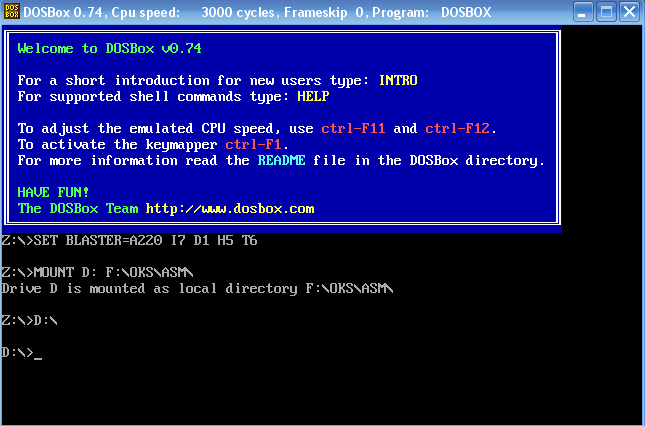 DOS BOX DOSBox 0.74, Cpu speed: 3000 cycles, Frameskip 0, Program: DOSBOX
Welcome to DOSBox v0.74
For a short introduction for new users type: INTRO
For supported shell commands type: HELP
To adjust the emulated CPU speed, use ctrl-F11 and ctrl-F12.
To activate the keymapper ctrl-F1.
For more information read the README file in the DOSBox directory.
HAVE FUN!
The DOSBox Team http://www.dosbox.com
Z:\>SET BLASTER=A220 I7 D1 H5 T6
Z:\>MOUNT D: F:\OKS\ASM\
Drive D is mounted as local directory F:\OKS\ASM\
Z:\>D:\
D:\>_